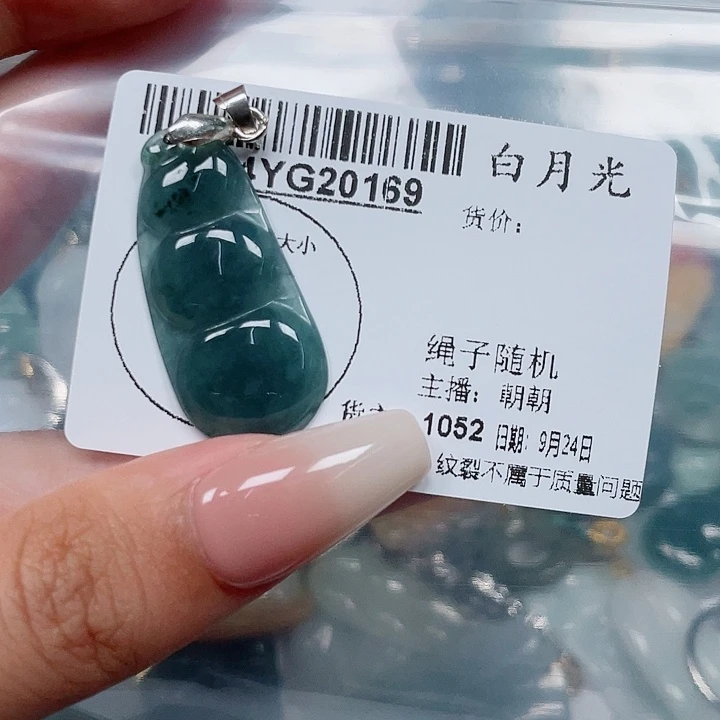 白月光
YG20169
货价：
大小
绳子随机
主播：朝朝
1052 日期：9月24日
纹裂不属于质量问题